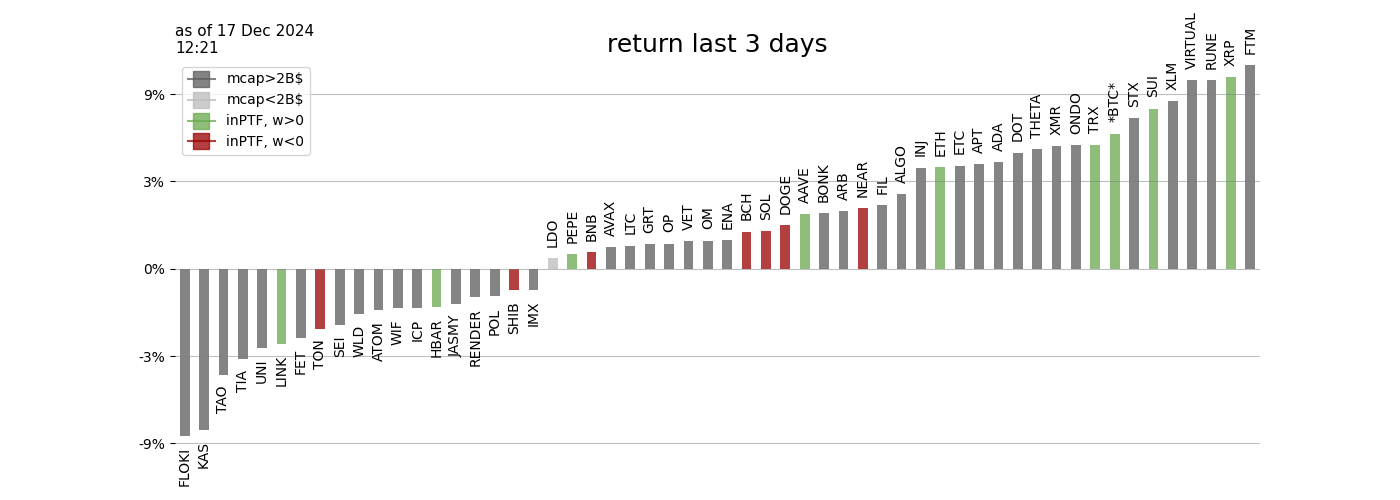 as of 17 Dec 2024
12:21
return last 3 days
mcap>2B$
mcap<2B$
inPTF, w>0
inPTF, w<0
9%
3%
0%
-3%
-9%
FLOKI
KAS
TAO
TIA
UNI
LINK
FET
TON
SEI
WLD
ATOM
WIF
ICP
HBAR
JASMY
RENDER
POL
SHIB
IMX
LDO
PEPE
BNB
AVAX
LTC
GRT
OP
VET
OM
ENA
BCH
SOL
DOGE
AAVE
BONK
ARB
NEAR
FIL
ALGO
INJ
ETH
ETC
APT
ADA
DOT
THETA
XMR
ONDO
TRX
*BTC*
STX
SUI
XLM
VIRTUAL
RUNE
XRP
FTM